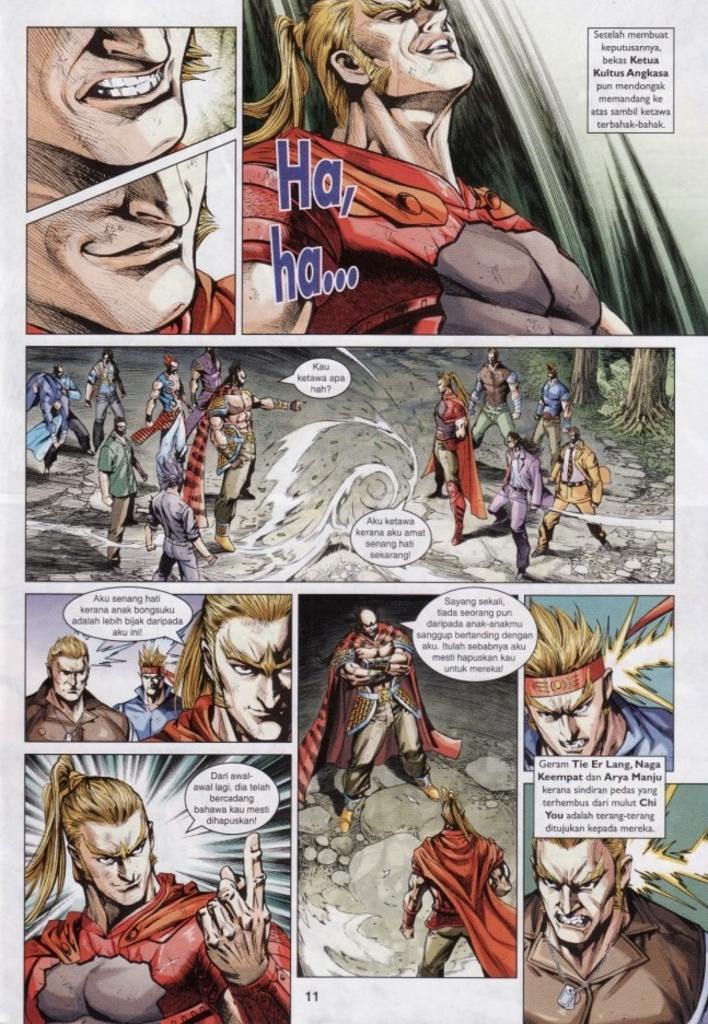 Setelah membuat
keputusannya,
bekas Ketua
Kultus Angkasa
pun mendongak
memandang ke
atas sambil ketawa
terbahak-bahak.
Ha,
ha...
Kau
ketawa apa
hah?
Aku ketawa
kerana aku amat
senang hati
sekarang!
Aku senang hati
kerana anak bongsuku
adalah lebih bijak daripada
aku ini!
Sayang sekali,
tiada seorang pun
daripada anak-anakmu
sanggup bertanding dengan
aku. Itulah sebabnya aku
mesti hapuskan kau
untuk mereka!
Dari awal-
awal lagi, dia telah
bercadang
bahawa kau mesti
dihapuskan!
Geram Tie Er Lang, Naga
Keempat dan Arya Manju
kerana sindiran pedas yang
terhembus dari mulut Chi
You adalah terang-terang
ditujukan kepada mereka.
11